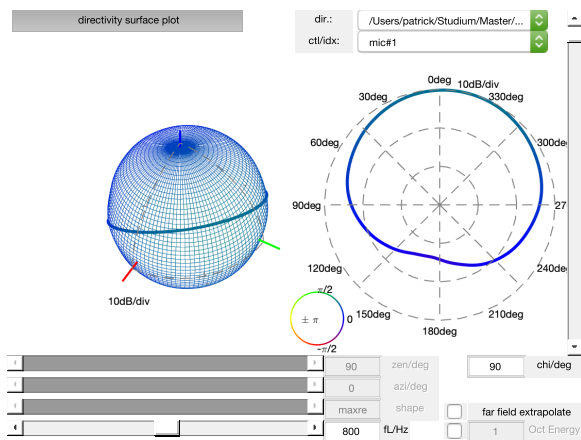 directivity surface plot
dir.: /Users/patrick/Studium/Master/...
ctl/idx: mic#1
0deg 10dB/div
30deg 330deg
60deg 300de
90deg 27
120deg 240de
150deg 210deg
180deg
10dB/div
π/2
± π 0
-π/2
90 zen/deg 90 chi/deg
0 azi/deg
maxre shape far field extrapolate
800 fL/Hz 1 Oct Energy